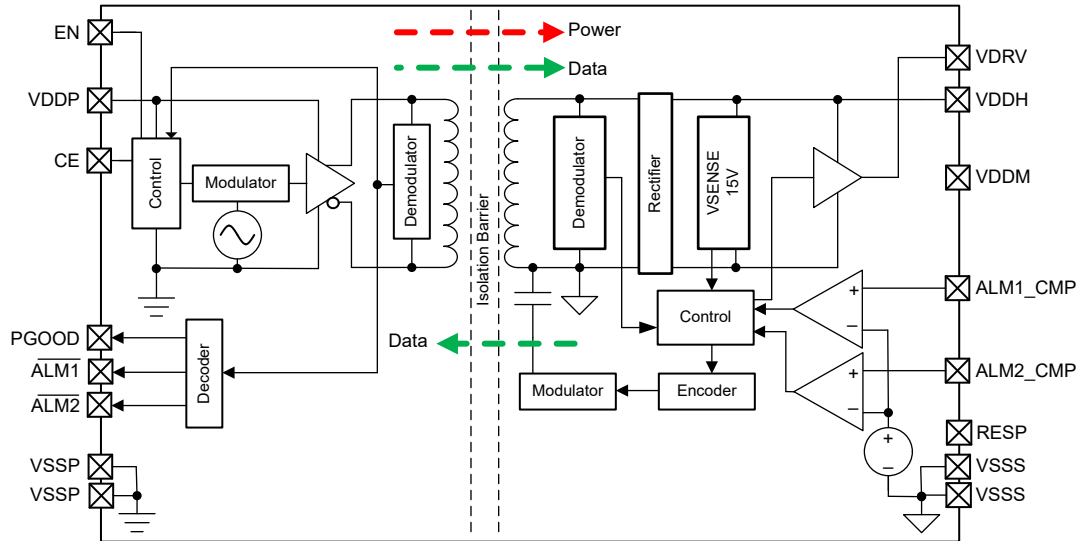 EN
Power
VDRV
Data
VDDP
VDDH
CE
Control
Modulator
Demodulator
Isolation Barrier
Demodulator
Rectifier
VSENSE
15V
VDDM
ALM1_CMP
+
−
Control
PGOOD
Data
ALM1
ALM2
Decoder
Modulator
Encoder
+
−
ALM2_CMP
RESP
+
−
VSSP
VSSS
VSSP
VSSS